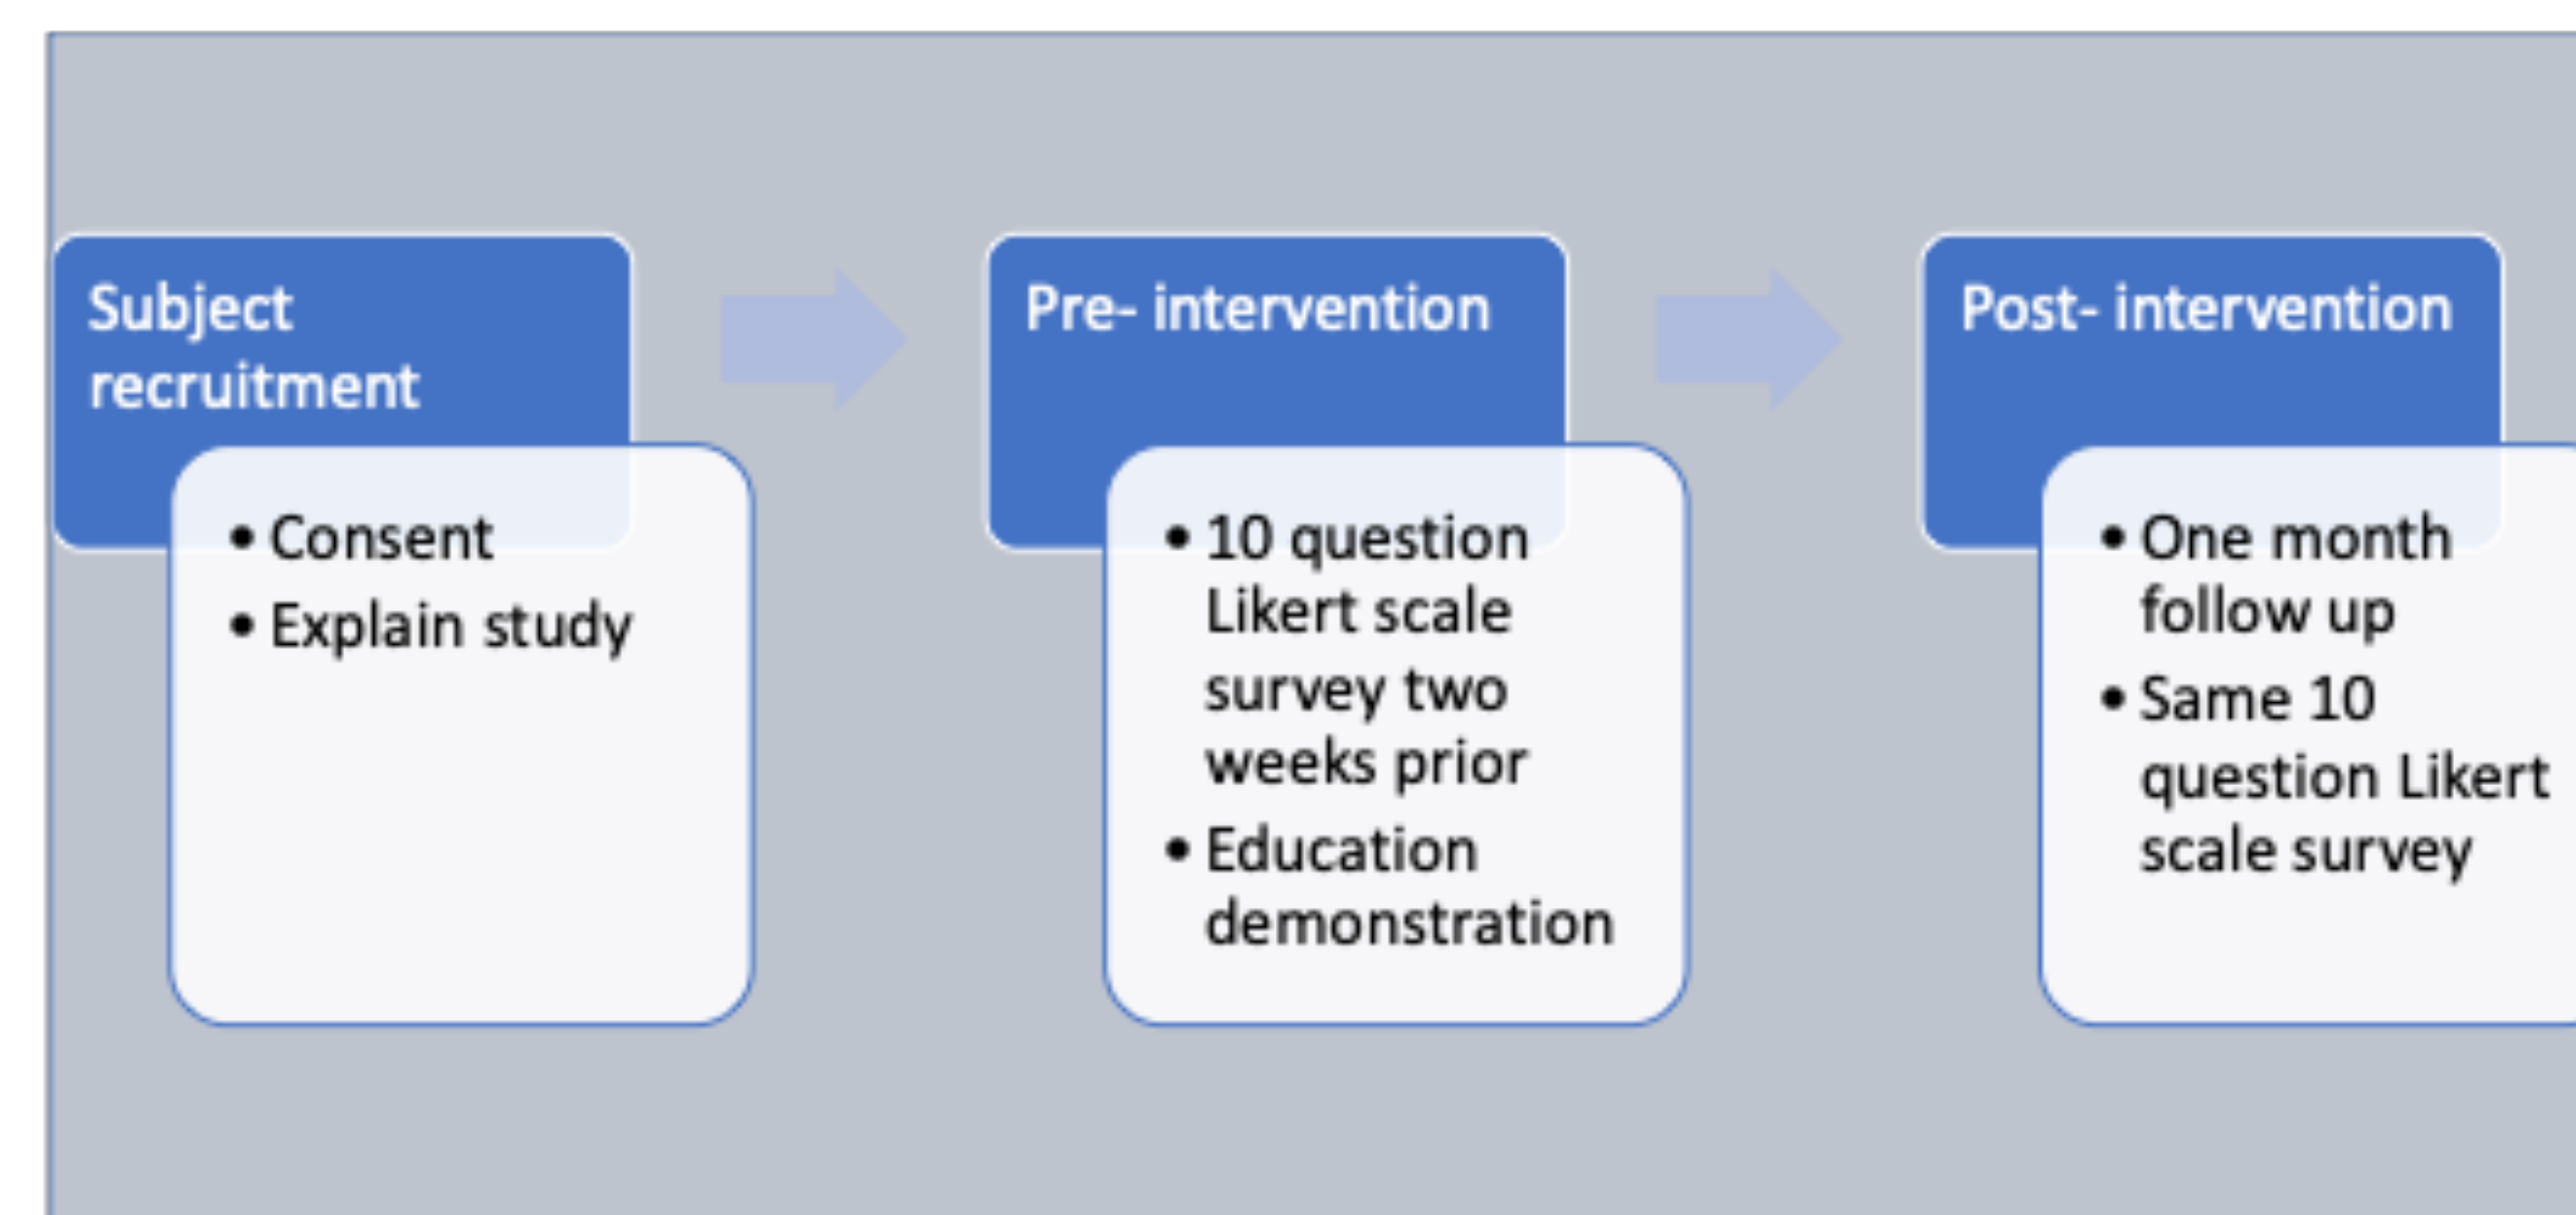 Subject
recruitment
• Consent
• Explain study
Pre- intervention
• 10 question
Likert scale
survey two
weeks prior
• Education
demonstration
Post- intervention
• One month
follow up
• Same 10
question Likert
scale survey